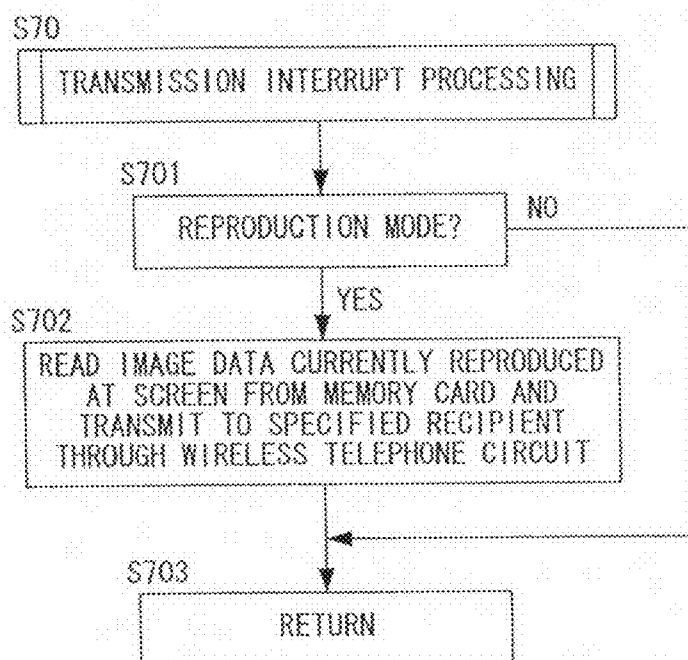 S70
TRANSMISSION INTERRUPT PROCESSING
S701
REPRODUCTION MODE?
NO
YES
S702
READ IMAGE DATA CURRENTLY REPRODUCED
AT SCREEN FROM MEMORY CARD AND
TRANSMIT TO SPECIFIED RECIPIENT
THROUGH WIRELESS TELEPHONE CIRCUIT
S703
RETURN